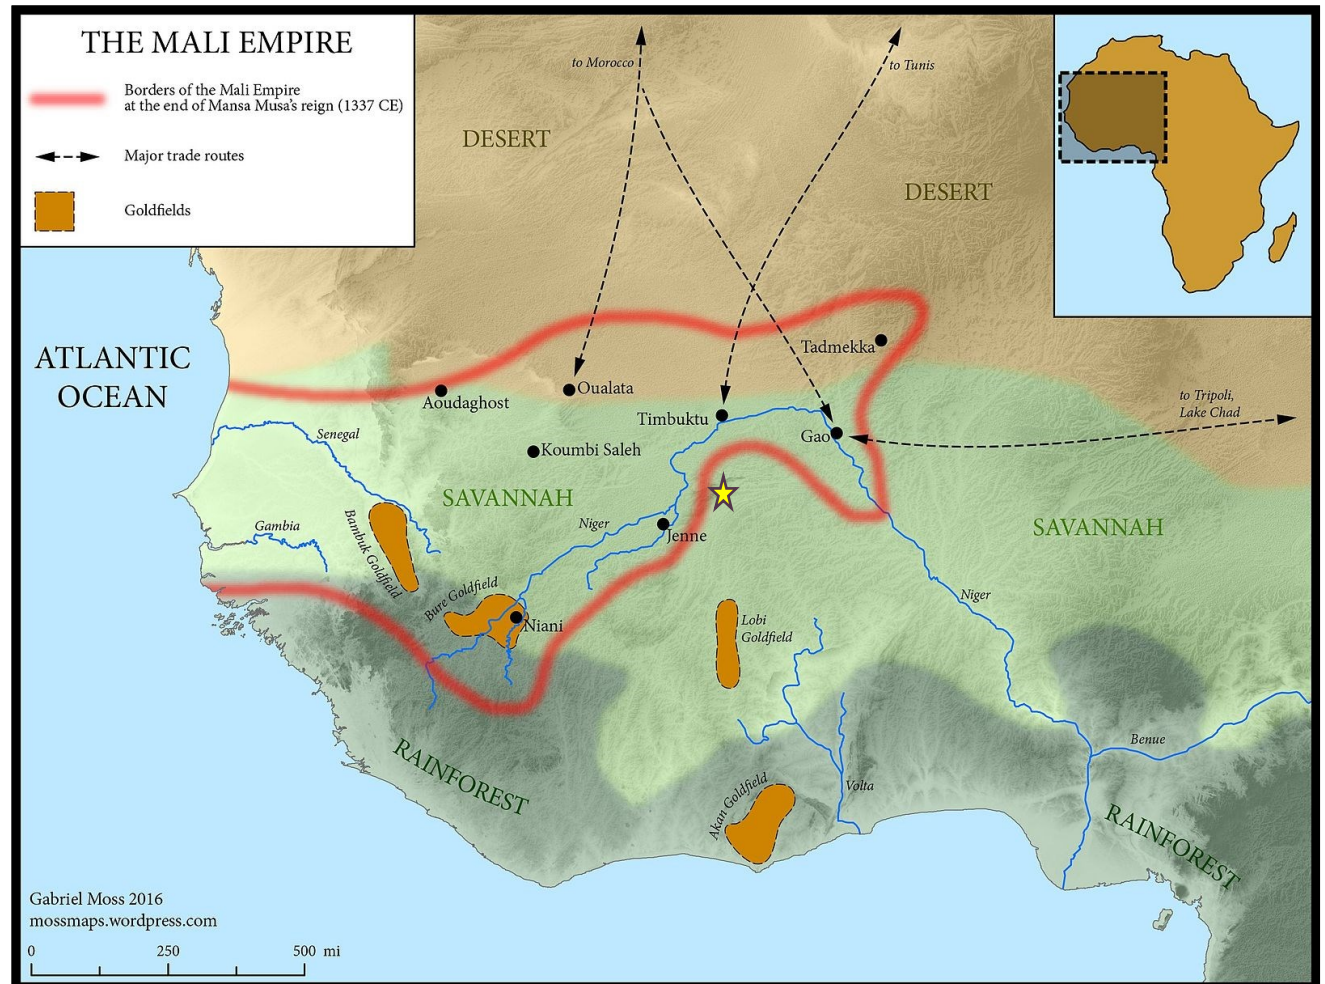 THE MALI EMPIRE
Borders of the Mali Empire
at the end of Mansa Musa's reign (1337 CE)
Major trade routes
Goldfields
to Morocco
to Tunis
DESERT
DESERT
ATLANTIC
OCEAN
Tadmekka
Aoudaghost
Oualata
Timbuktu
Gao
to Tripoli,
Lake Chad
Senegal
Koumbi Saleh
SAVANNAH
Gambia
Bambuk Goldfield
Niger
Jenne
SAVANNAH
Bure Goldfield
Niani
Niger
Lobi
Goldfield
RAINFOREST
Benue
Akan Goldfield
Volta
RAINFOREST
Gabriel Moss 2016
mossmaps.wordpress.com
0 250 500 mi